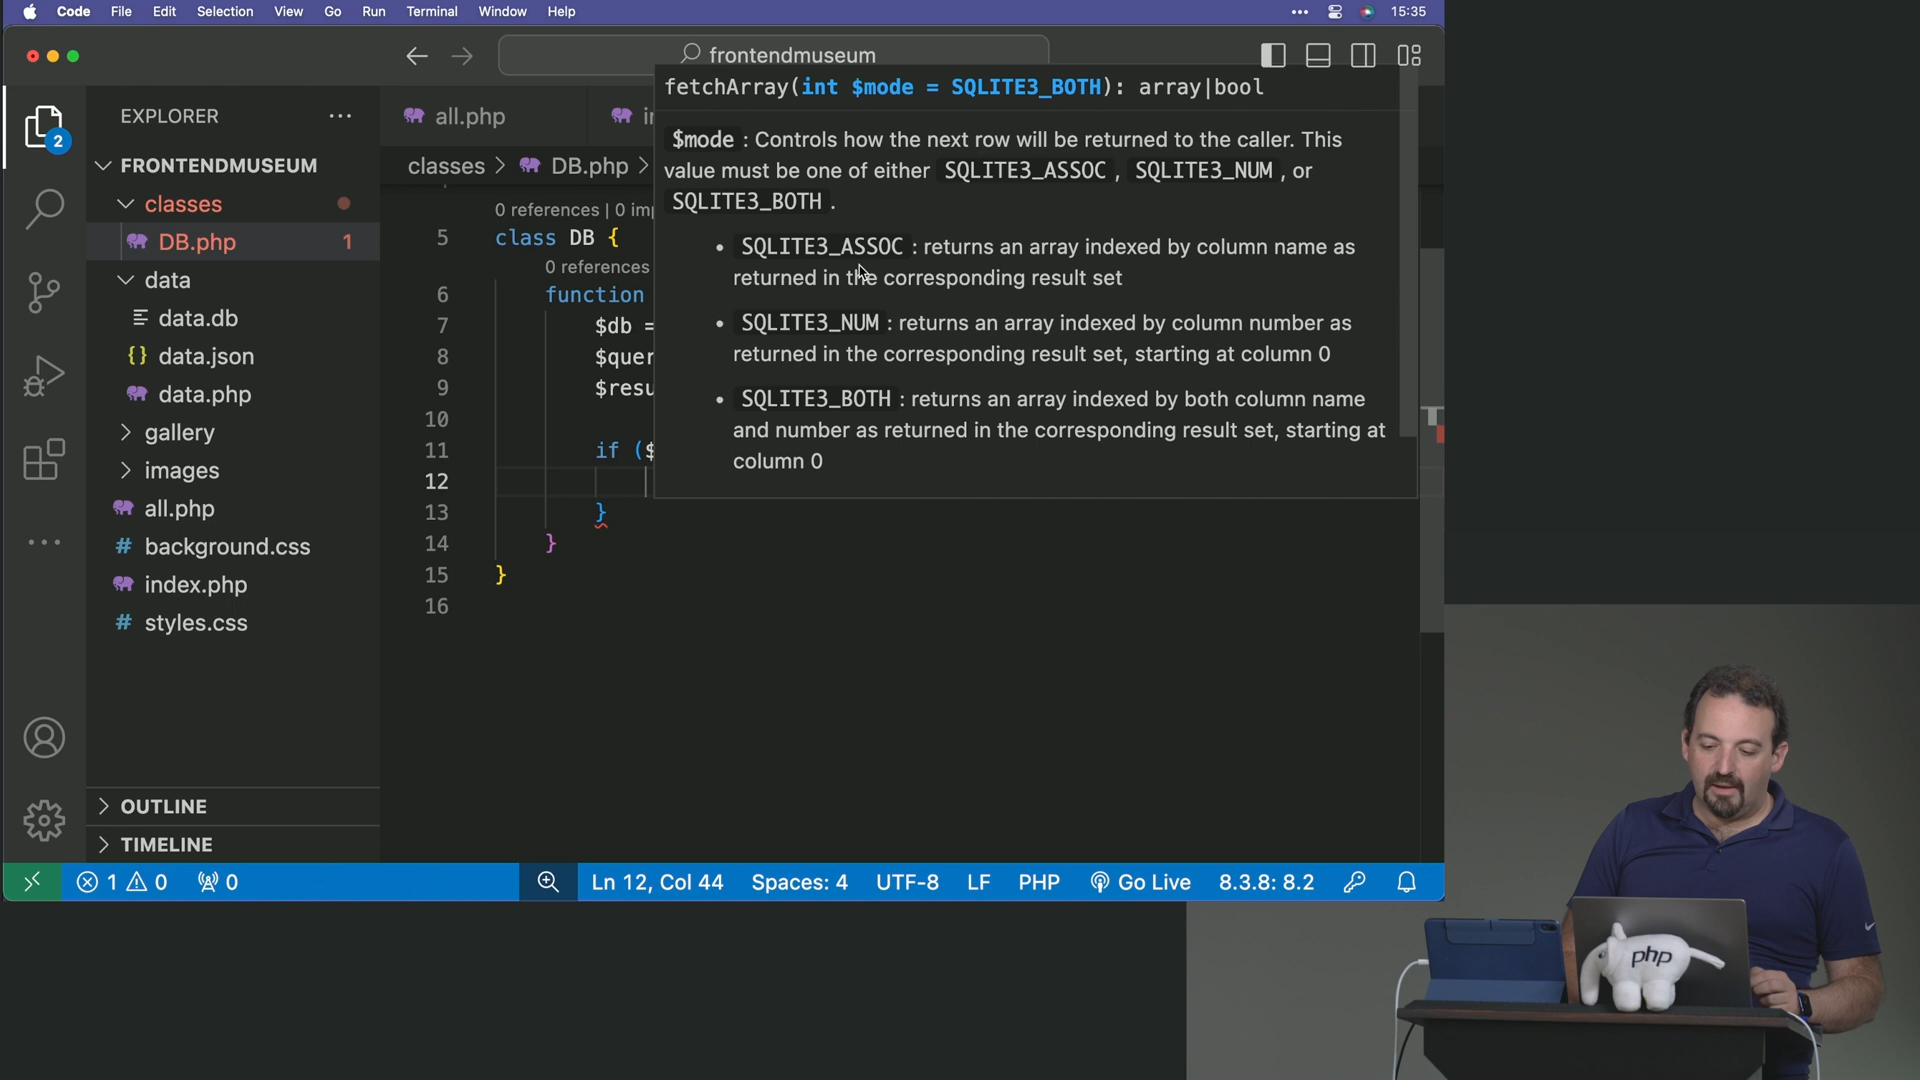 Code File Edit Selection View Go Run Terminal Window Help 15:35
frontendmuseum
EXPLORER
FRONTENDMUSEUM
classes
DB.php 1
data
data.db
data.json
data.php
gallery
images
all.php
background.css
index.php
styles.css
OUTLINE
TIMELINE
2
all.php
classes > DB.php >
0 references | 0 im
5 class DB {
0 references
6 function
7 $db =
8 $quer
9 $resu
10
11 if ($
12
13 }
14 }
15 }
16
fetchArray(int $mode = SQLITE3_BOTH): array|bool
$mode : Controls how the next row will be returned to the caller. This
value must be one of either SQLITE3_ASSOC , SQLITE3_NUM , or
SQLITE3_BOTH .
• SQLITE3_ASSOC : returns an array indexed by column name as
returned in the corresponding result set
• SQLITE3_NUM : returns an array indexed by column number as
returned in the corresponding result set, starting at column 0
• SQLITE3_BOTH : returns an array indexed by both column name
and number as returned in the corresponding result set, starting at
column 0
1 0 0 Ln 12, Col 44 Spaces: 4 UTF-8 LF PHP Go Live 8.3.8: 8.2
php